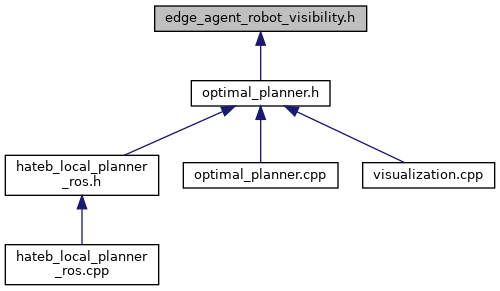 edge_agent_robot_visibility.h
optimal_planner.h
hateb_local_planner
_ros.h
optimal_planner.cpp
visualization.cpp
hateb_local_planner
_ros.cpp